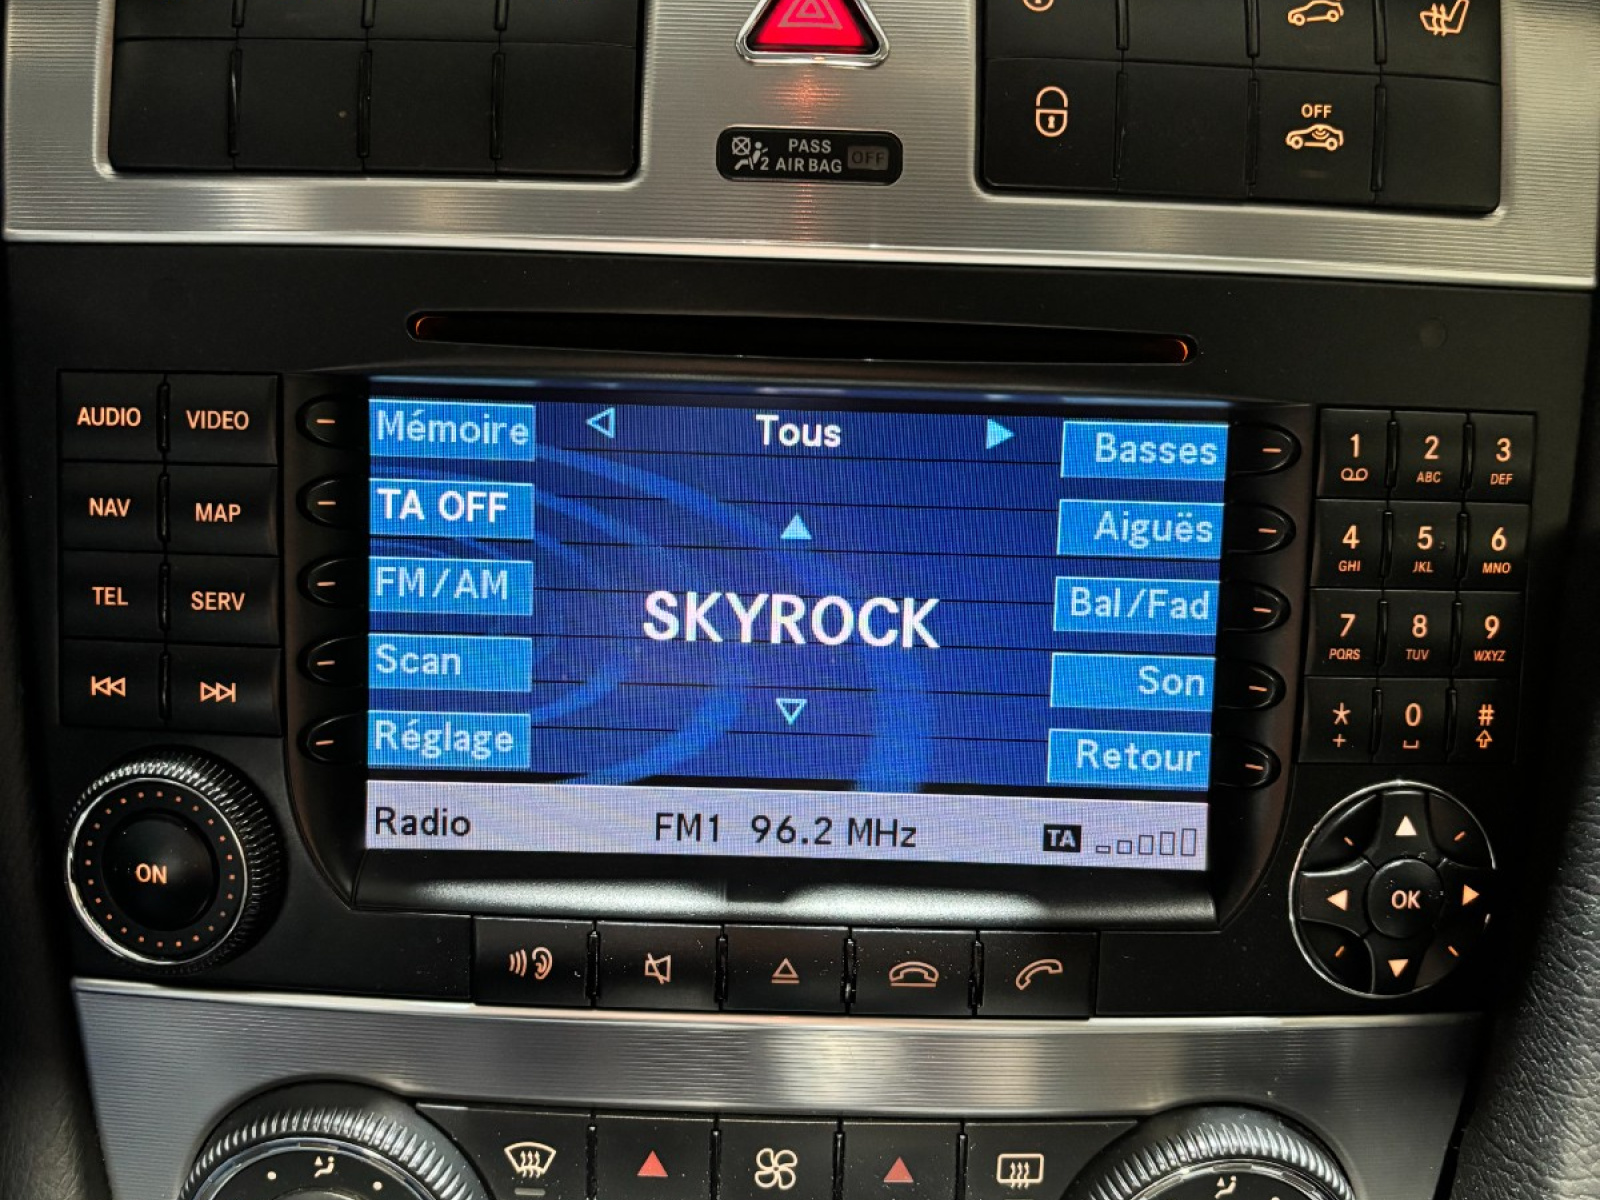 OFF
PASS
2 AIRBAG OFF
AUDIO VIDEO
NAV MAP
TEL SERV
ON
Mémoire
TA OFF
FM/AM
Scan
Réglage
Tous
SKYROCK
Basses
Aiguës
Bal/Fad
Son
Retour
Radio FM1 96.2 MHz TA
1 2 3
ABC DEF
4 5 6
GHI JKL MNO
7 8 9
PQRS TUV WXYZ
* 0 #
+
OK